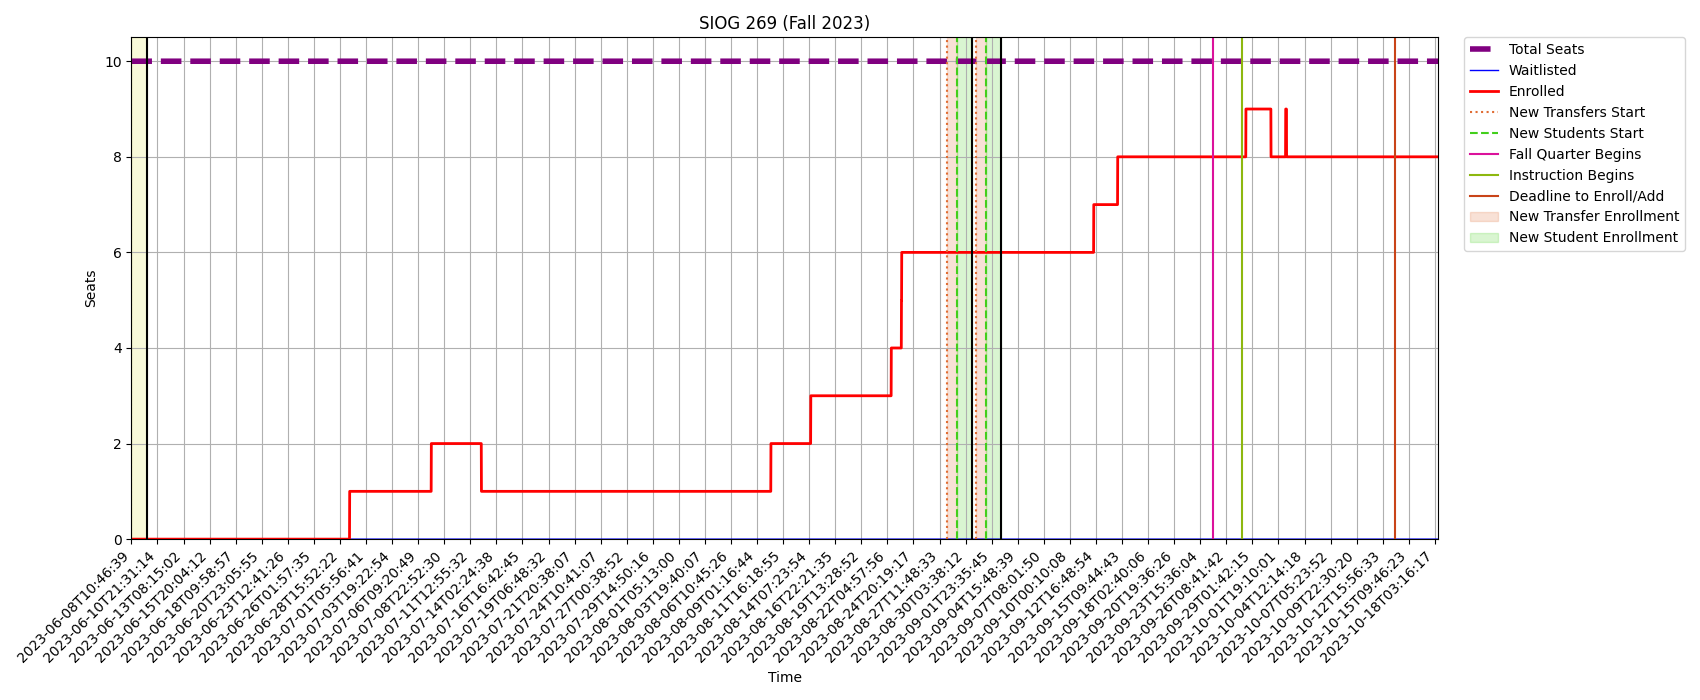 SIOG 269 (Fall 2023)
10
8
6
4
2
0
Seats
Total Seats
Waitlisted
Enrolled
New Transfers Start
New Students Start
Fall Quarter Begins
Instruction Begins
Deadline to Enroll/Add
New Transfer Enrollment
New Student Enrollment
2023-06-08T10:46:39
2023-06-10T21:31:14
2023-06-13T08:15:02
2023-06-15T20:04:12
2023-06-18T09:58:57
2023-06-20T23:05:55
2023-06-23T12:41:26
2023-06-26T01:57:35
2023-06-28T15:52:22
2023-07-01T05:56:41
2023-07-03T19:22:54
2023-07-06T09:20:49
2023-07-08T22:52:30
2023-07-11T12:55:32
2023-07-14T02:24:38
2023-07-16T16:42:45
2023-07-19T06:48:32
2023-07-21T20:38:07
2023-07-24T10:41:07
2023-07-27T00:38:52
2023-07-29T14:50:16
2023-08-01T05:13:00
2023-08-03T19:40:07
2023-08-06T10:45:26
2023-08-09T01:16:44
2023-08-11T16:18:55
2023-08-14T07:23:54
2023-08-16T22:21:35
2023-08-19T13:28:52
2023-08-22T04:57:56
2023-08-24T20:19:17
2023-08-27T11:48:33
2023-08-30T03:38:12
2023-09-01T23:35:45
2023-09-04T15:48:39
2023-09-07T08:01:50
2023-09-10T00:10:08
2023-09-12T16:48:54
2023-09-15T09:44:43
2023-09-18T02:40:06
2023-09-20T19:36:26
2023-09-23T15:36:04
2023-09-26T08:41:42
2023-09-29T01:42:15
2023-10-01T19:10:01
2023-10-04T12:14:18
2023-10-07T05:23:52
2023-10-09T22:30:20
2023-10-12T15:56:33
2023-10-15T09:46:23
2023-10-18T03:16:17
Time